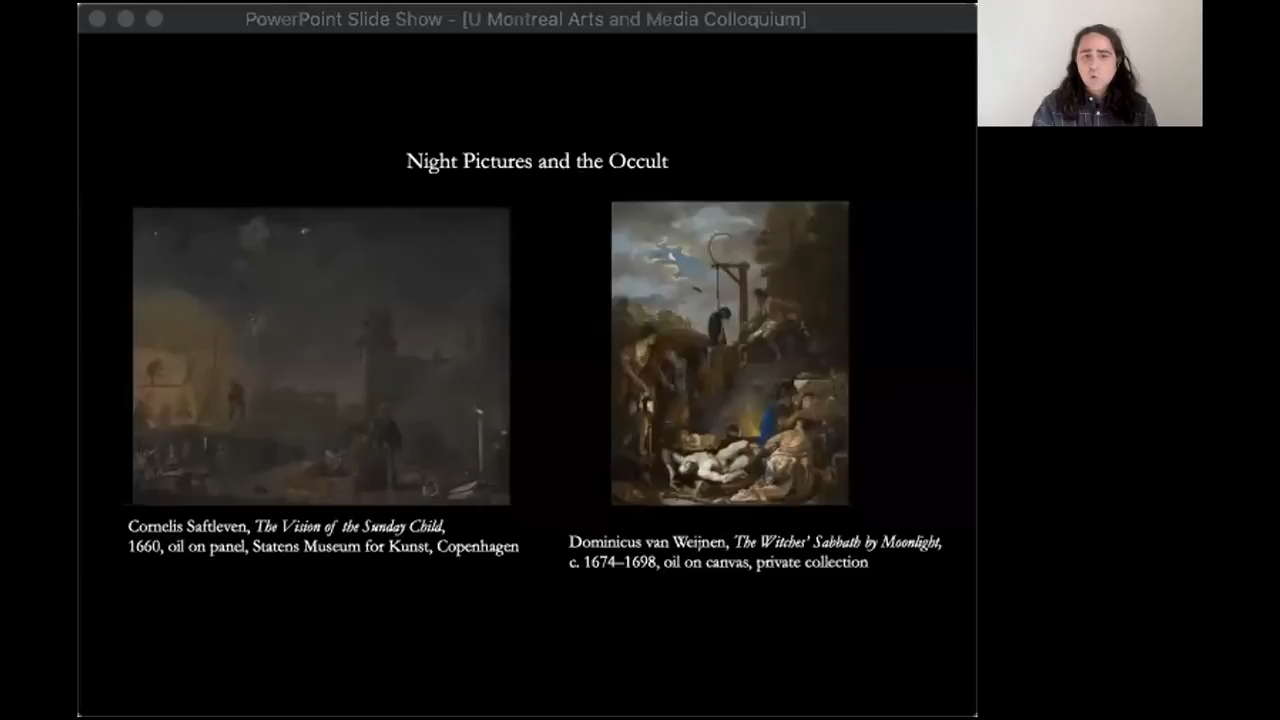 PowerPoint Slide Show - [U Montreal Arts and Media Colloquium]
Night Pictures and the Occult
Cornelis Saftleven, The Vision of the Sunday Child,
1660, oil on panel, Statens Museum for Kunst, Copenhagen
Dominicus van Weijnen, The Witches' Sabbath by Moonlight,
c. 1674–1698, oil on canvas, private collection